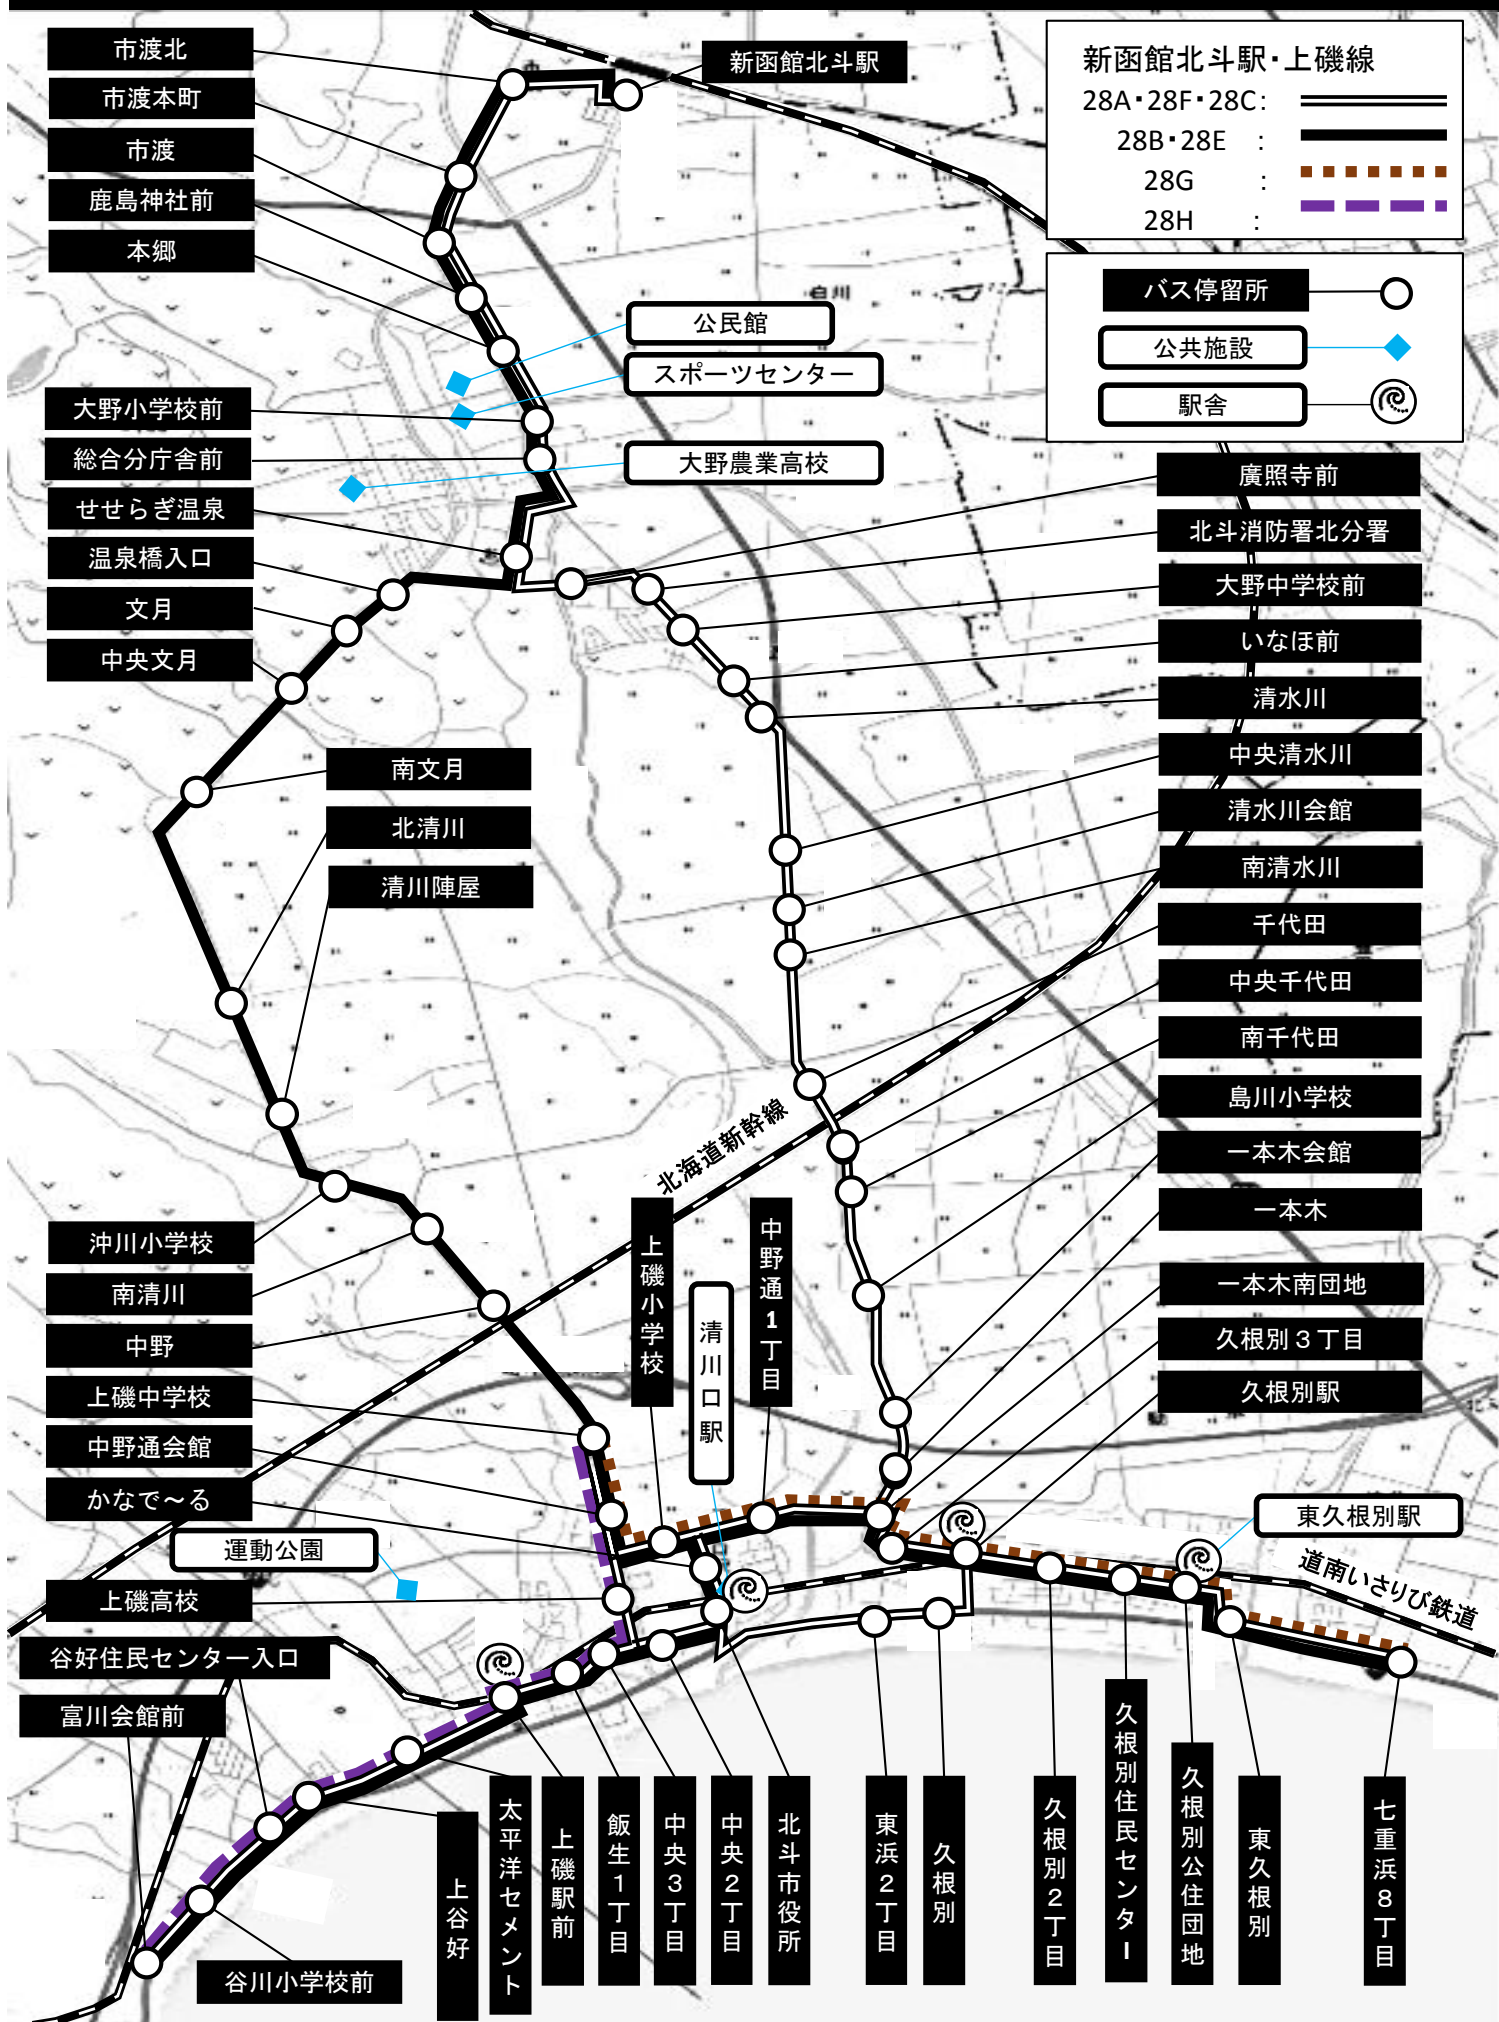 新函館北斗駅・上磯線
28A・28F・28C：
28B・28E ：
28G ：
28H ：
バス停留所
公共施設
駅舎
市渡北
市渡本町
市渡
鹿島神社前
本郷
新函館北斗駅
公民館
スポーツセンター
大野農業高校
白川
大野小学校前
総合分庁舎前
せせらぎ温泉
温泉橋入口
文月
中央文月
南文月
北清川
清川陣屋
廣照寺前
北斗消防署北分署
大野中学校前
いなほ前
清水川
中央清水川
清水川会館
南清水川
千代田
中央千代田
南千代田
島川小学校
一本木会館
一本木
一本木南団地
久根別３丁目
久根別駅
北海道新幹線
沖川小学校
南清川
中野
上磯中学校
中野通会館
かなで～る
運動公園
上磯高校
谷好住民センター入口
富川会館前
谷川小学校前
上磯小学校
清川口駅
中野通1丁目
東久根別駅
道南いさりび鉄道
上谷好
太平洋セメント
上磯駅前
飯生１丁目
中央３丁目
中央２丁目
北斗市役所
東浜２丁目
久根別
久根別２丁目
久根別住民センター
久根別公住団地
東久根別
七重浜８丁目